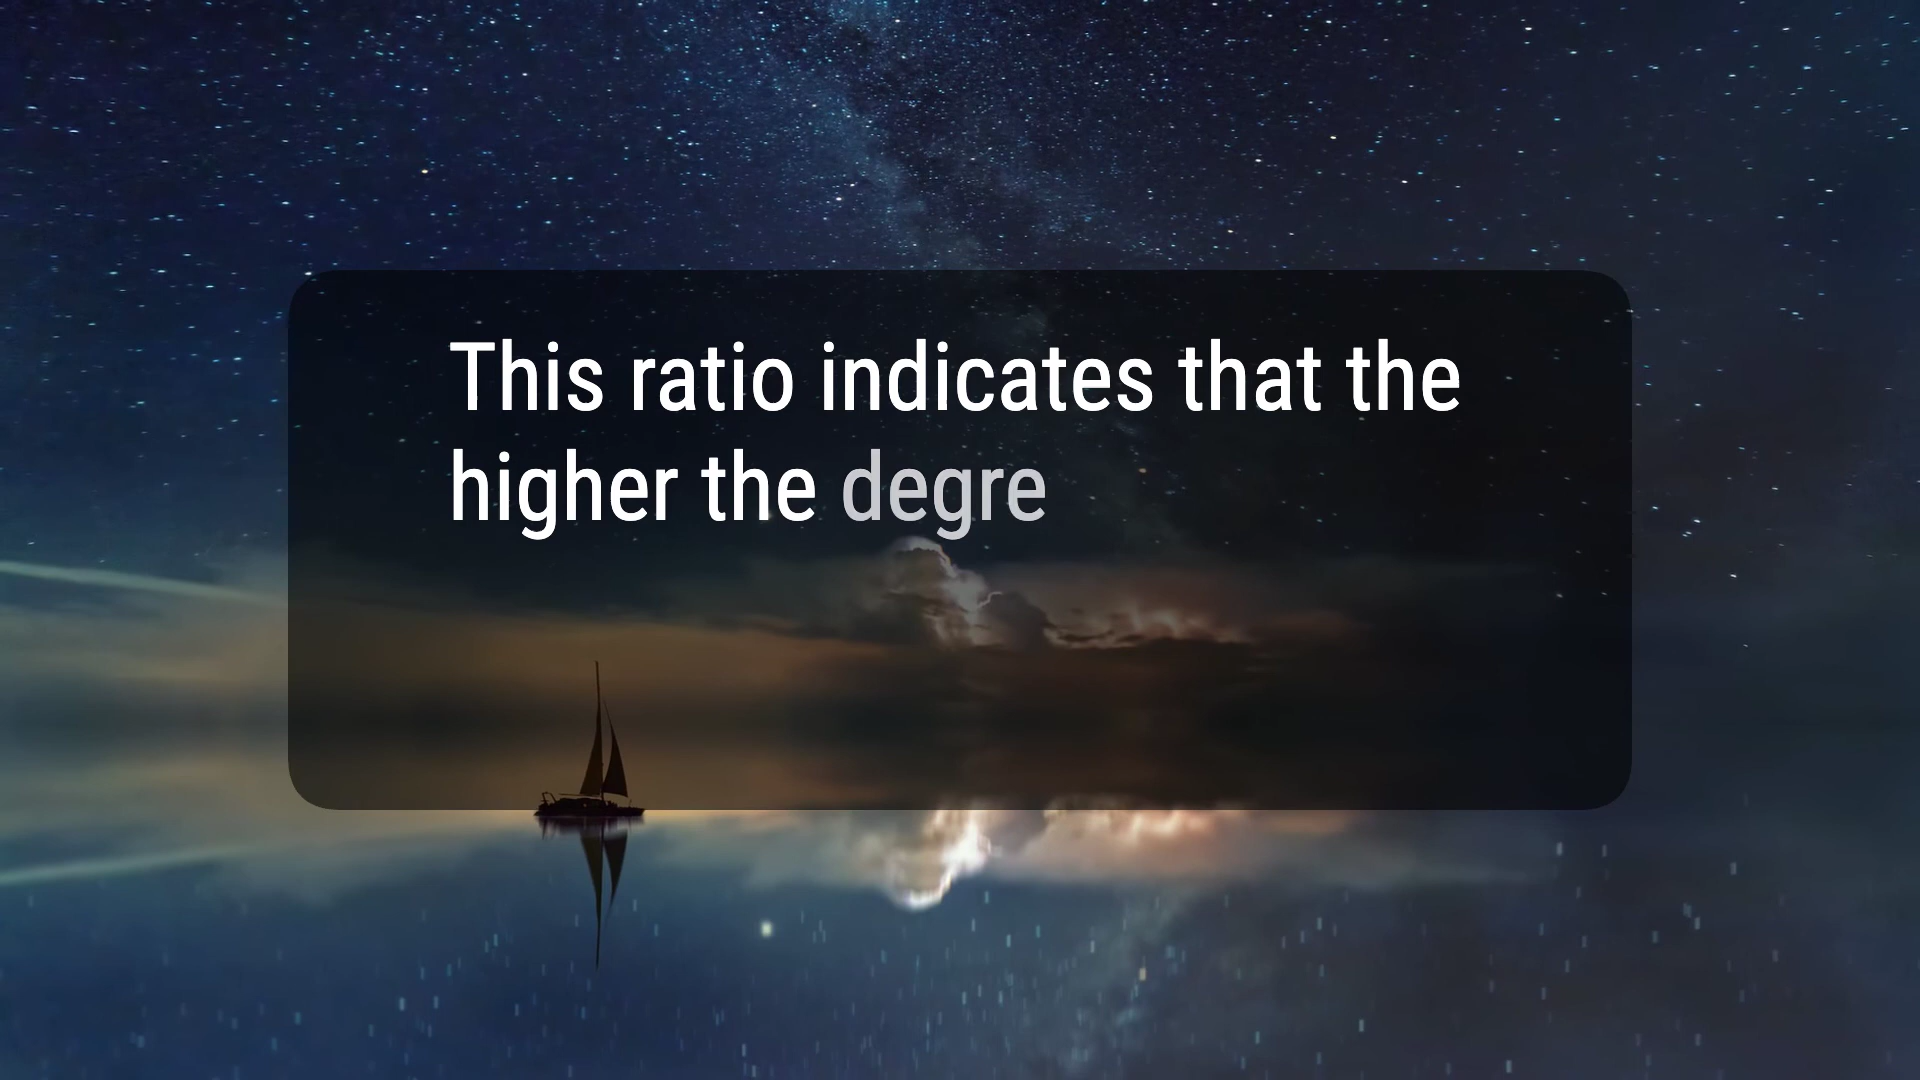 This ratio indicates that the
higher the degre